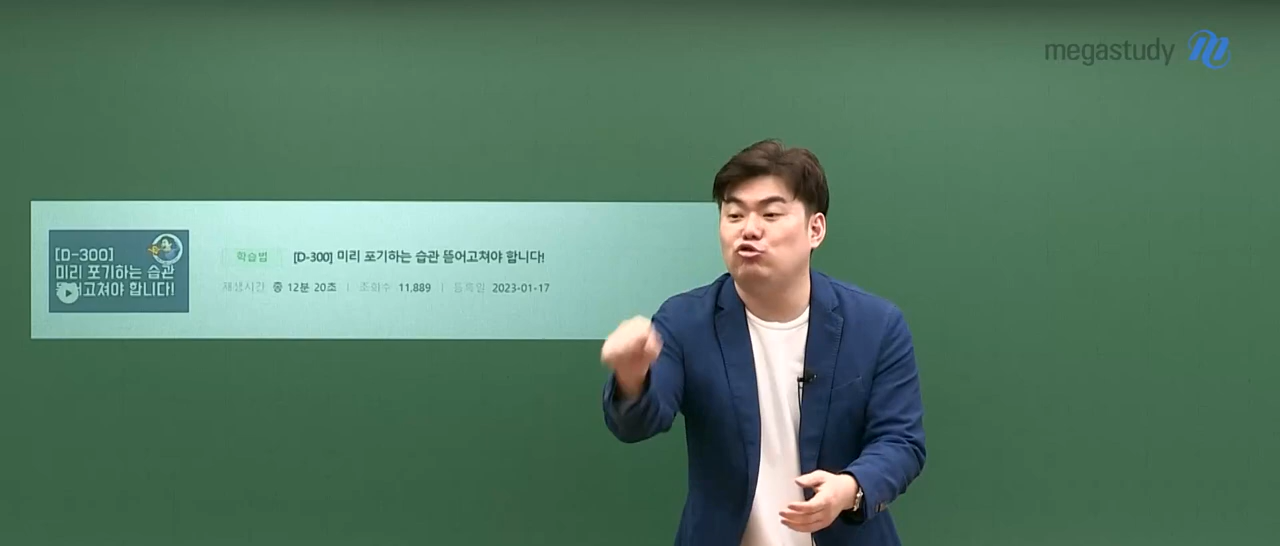 megastudy
[D-300]
미리 포기하는 습관
뜯어고쳐야 합니다!
학습법 [D-300] 미리 포기하는 습관 뜯어고쳐야 합니다!
재생시간 총 12분 20초 | 조회수 11,889 | 등록일 2023-01-17